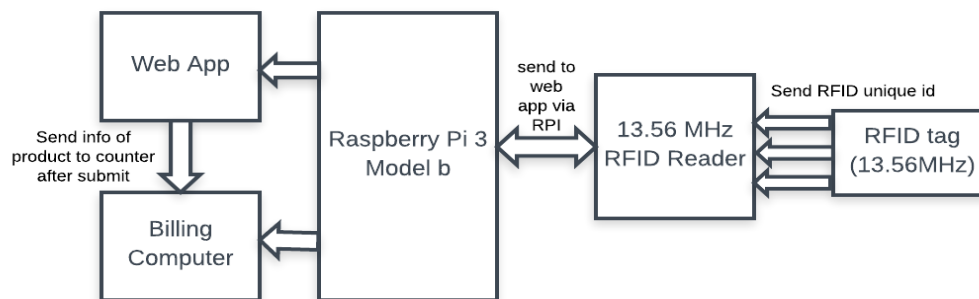 Web App
Send info of
product to counter
after submit
Billing
Computer
Raspberry Pi 3
Model b
send to
web
app via
RPI
13.56 MHz
RFID Reader
Send RFID unique id
RFID tag
(13.56MHz)